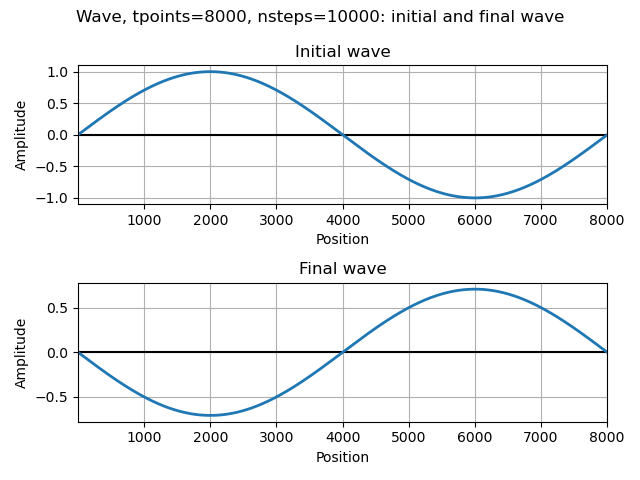 Wave, tpoints=8000, nsteps=10000: initial and final wave
Initial wave
1.0
0.5
0.0
−0.5
−1.0
Amplitude
1000 2000 3000 4000 5000 6000 7000 8000
Position
Final wave
0.5
0.0
−0.5
Amplitude
1000 2000 3000 4000 5000 6000 7000 8000
Position